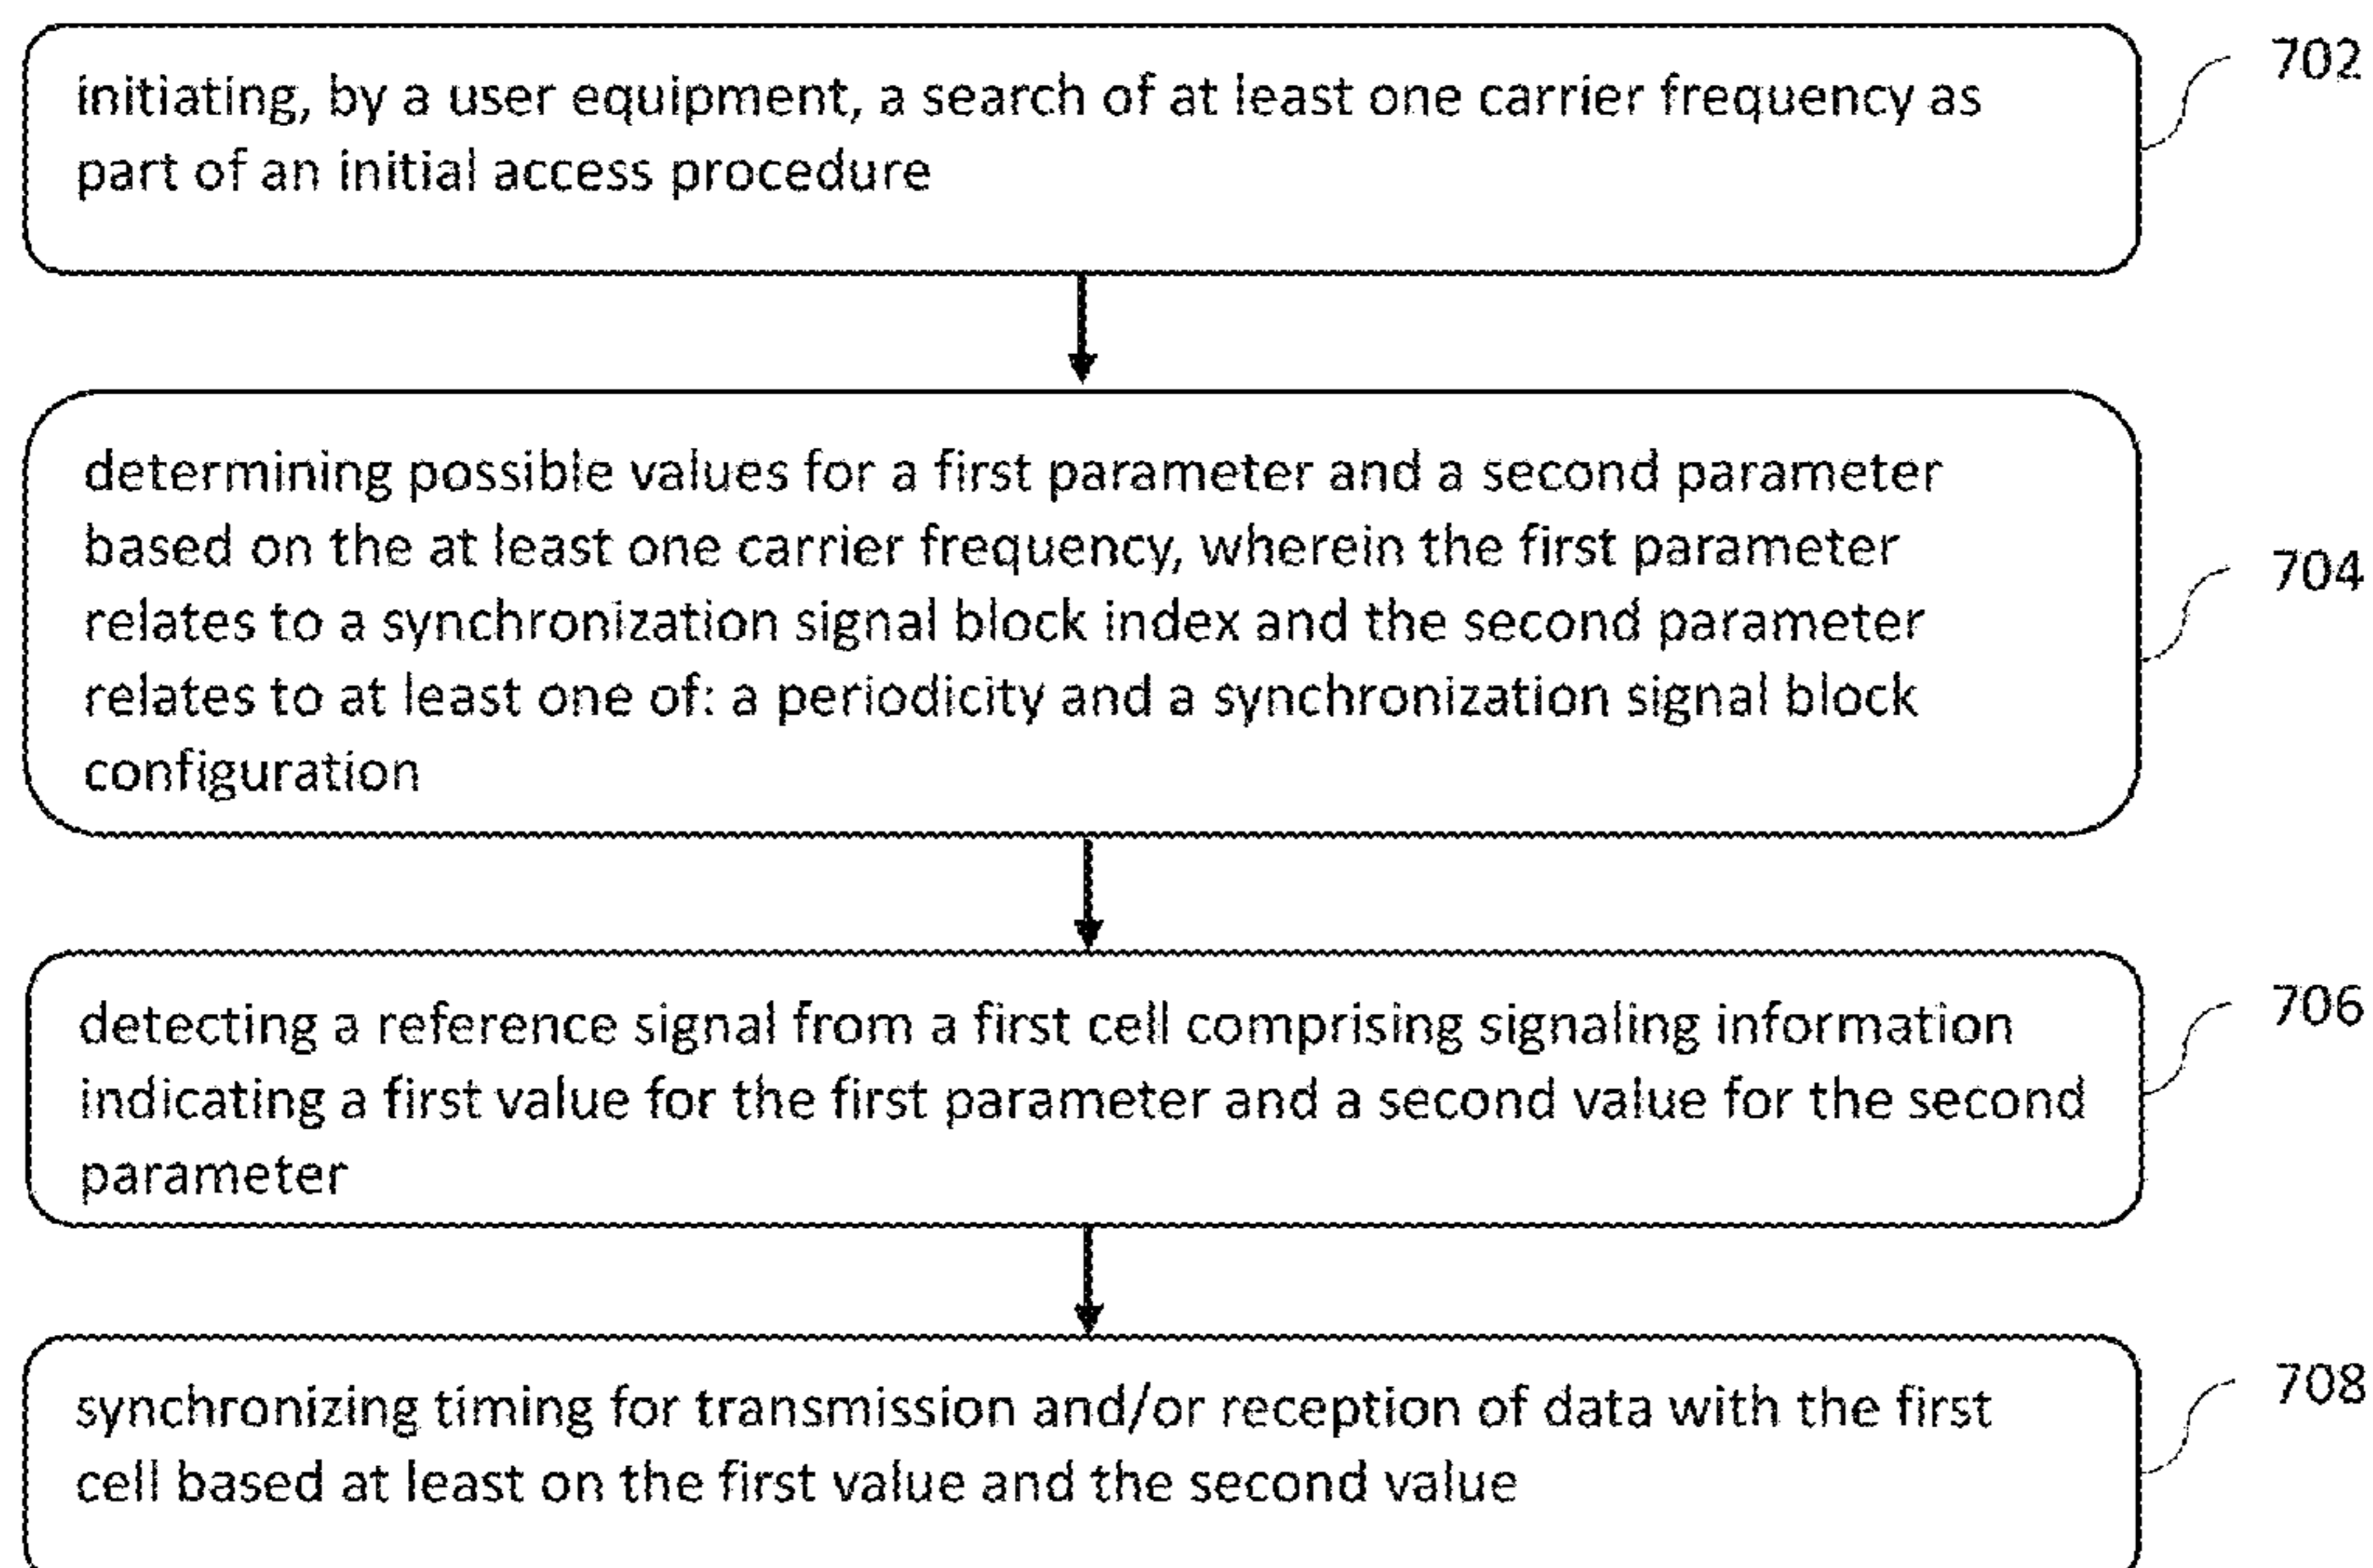 initiating, by a user equipment, a search of at least one carrier frequency as
part of an initial access procedure
702
determining possible values for a first parameter and a second parameter
based on the at least one carrier frequency, wherein the first parameter
relates to a synchronization signal block index and the second parameter
relates to at least one of: a periodicity and a synchronization signal block
configuration
704
detecting a reference signal from a first cell comprising signaling information
indicating a first value for the first parameter and a second value for the second
parameter
706
synchronizing timing for transmission and/or reception of data with the first
cell based at least on the first value and the second value
708